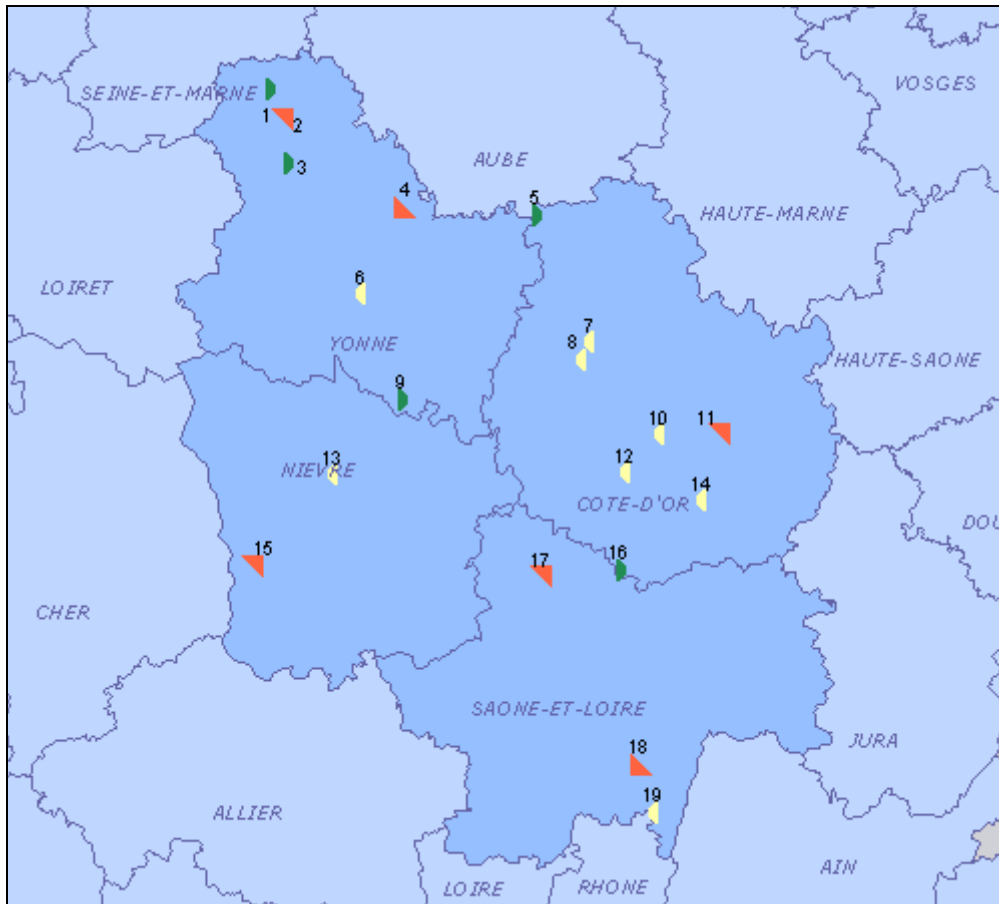 VOSGES
SEINE-ET-MARNE
1
2
AUBE
3
4
5
HAUTE-MARNE
6
LOIRET
7
YONNE
8
HAUTE-SAONE
9
10
11
13
12
NIEVRE
14
COTE-D'OR
DOU
15
17
16
CHER
SAONE-ET-LOIRE
18
JURA
19
ALLIER
AIN
LOIRE
RHONE